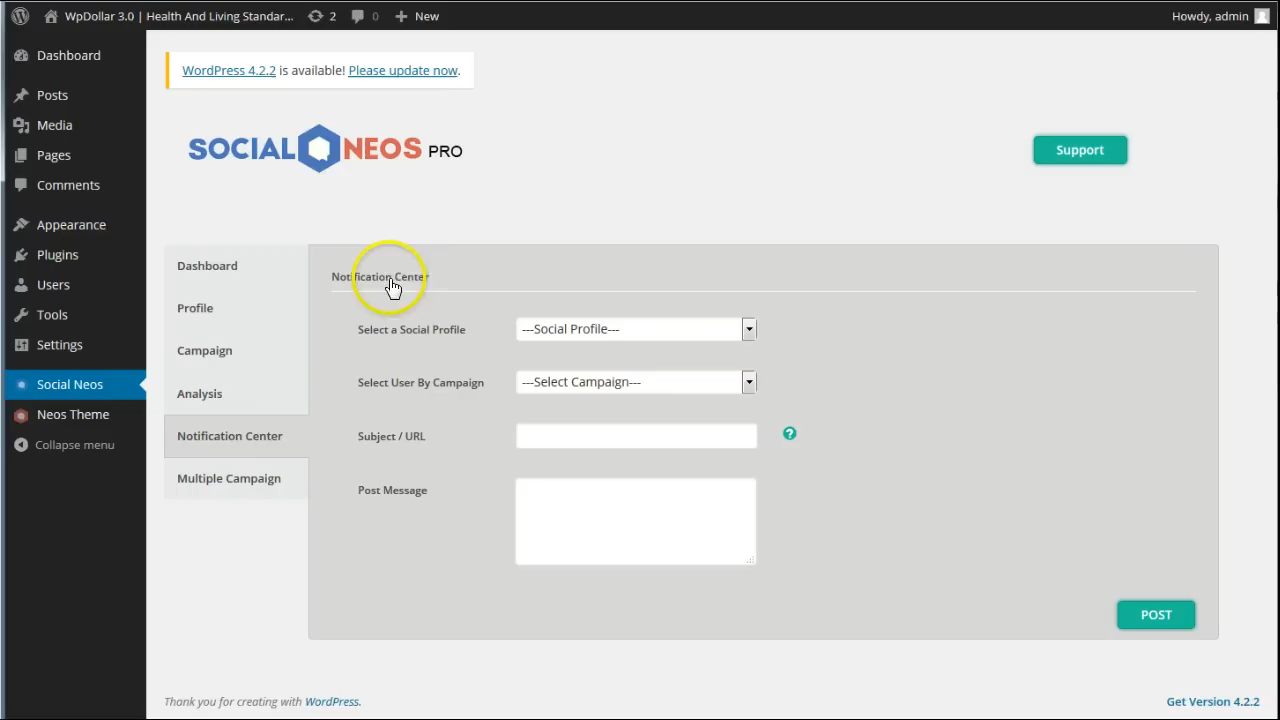 WpDollar 3.0 | Health And Living Standar... 2 0 New Howdy, admin
Dashboard
Posts
Media
Pages
Comments
Appearance
Plugins
Users
Tools
Settings
Social Neos
Neos Theme
Collapse menu
WordPress 4.2.2 is available! Please update now.
SOCIAL NEOS PRO
Support
Dashboard
Profile
Campaign
Analysis
Notification Center
Multiple Campaign
Notification Center
Select a Social Profile ---Social Profile---
Select User By Campaign ---Select Campaign---
Subject / URL ?
Post Message
POST
Thank you for creating with WordPress. Get Version 4.2.2